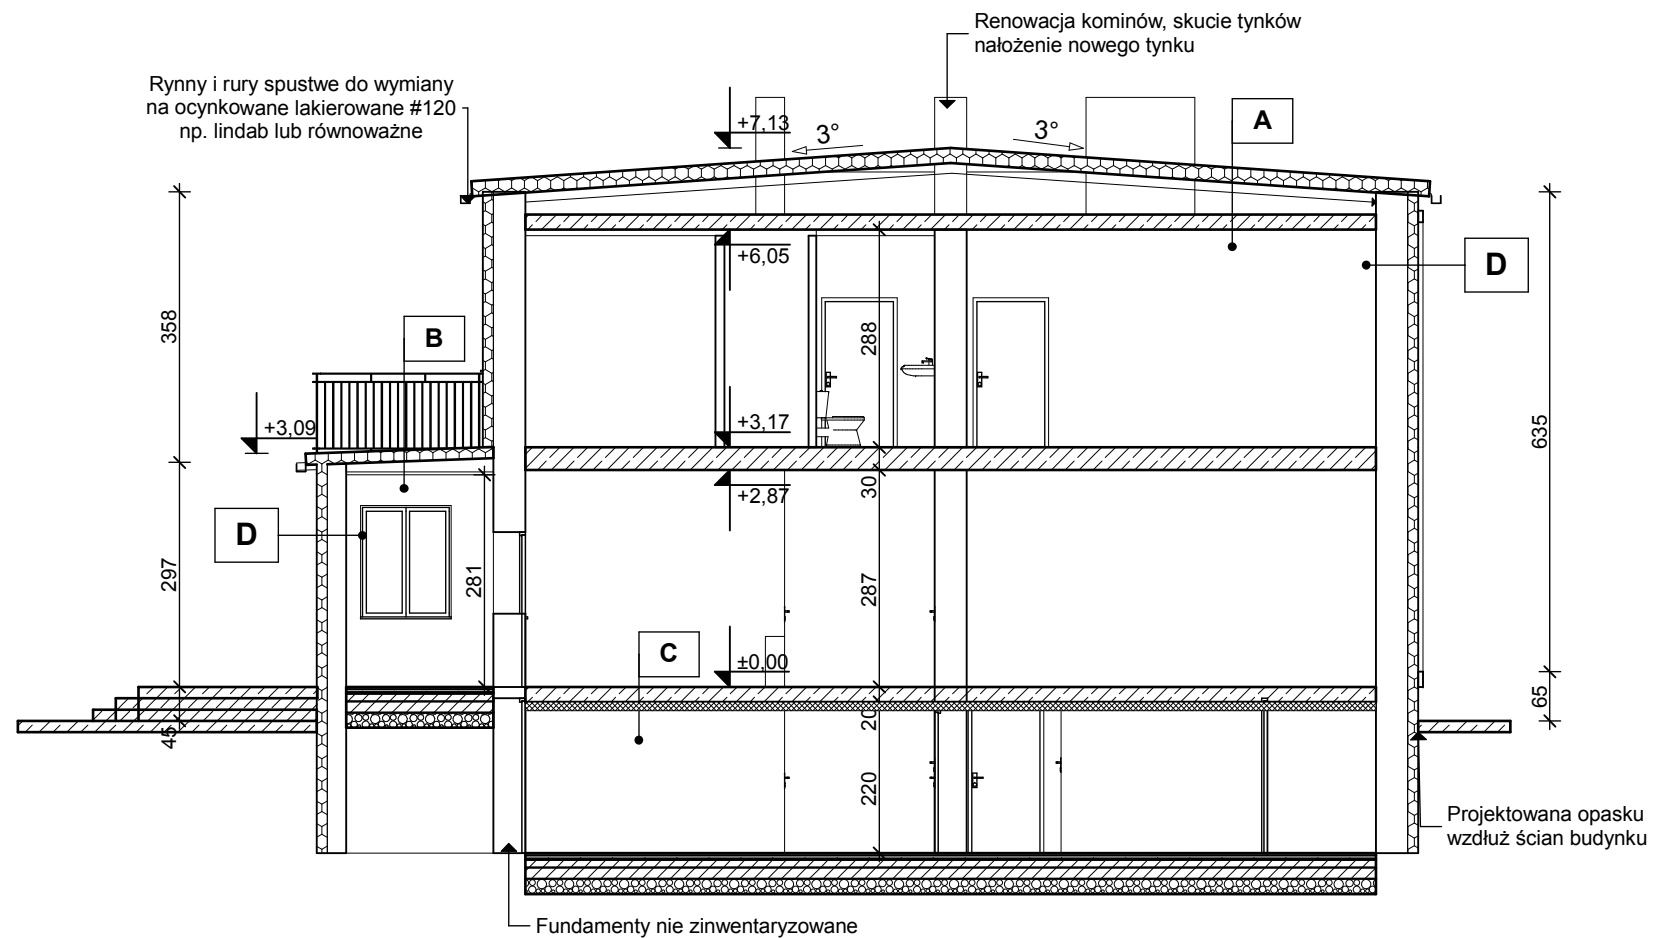 Renowacja kominów, skucie tynków
nałożenie nowego tynku
Rynny i rury spustwe do wymiany
na ocynkowane lakierowane #120
np. lindab lub równoważne
+7,13
3°
3°
A
+6,05
D
358
288
B
+3,09
+3,17
635
30
+2,87
D
297
281
287
C
±0,00
65
45
20
220
Projektowana opasku
wzdłuż ścian budynku
Fundamenty nie zinwentaryzowane